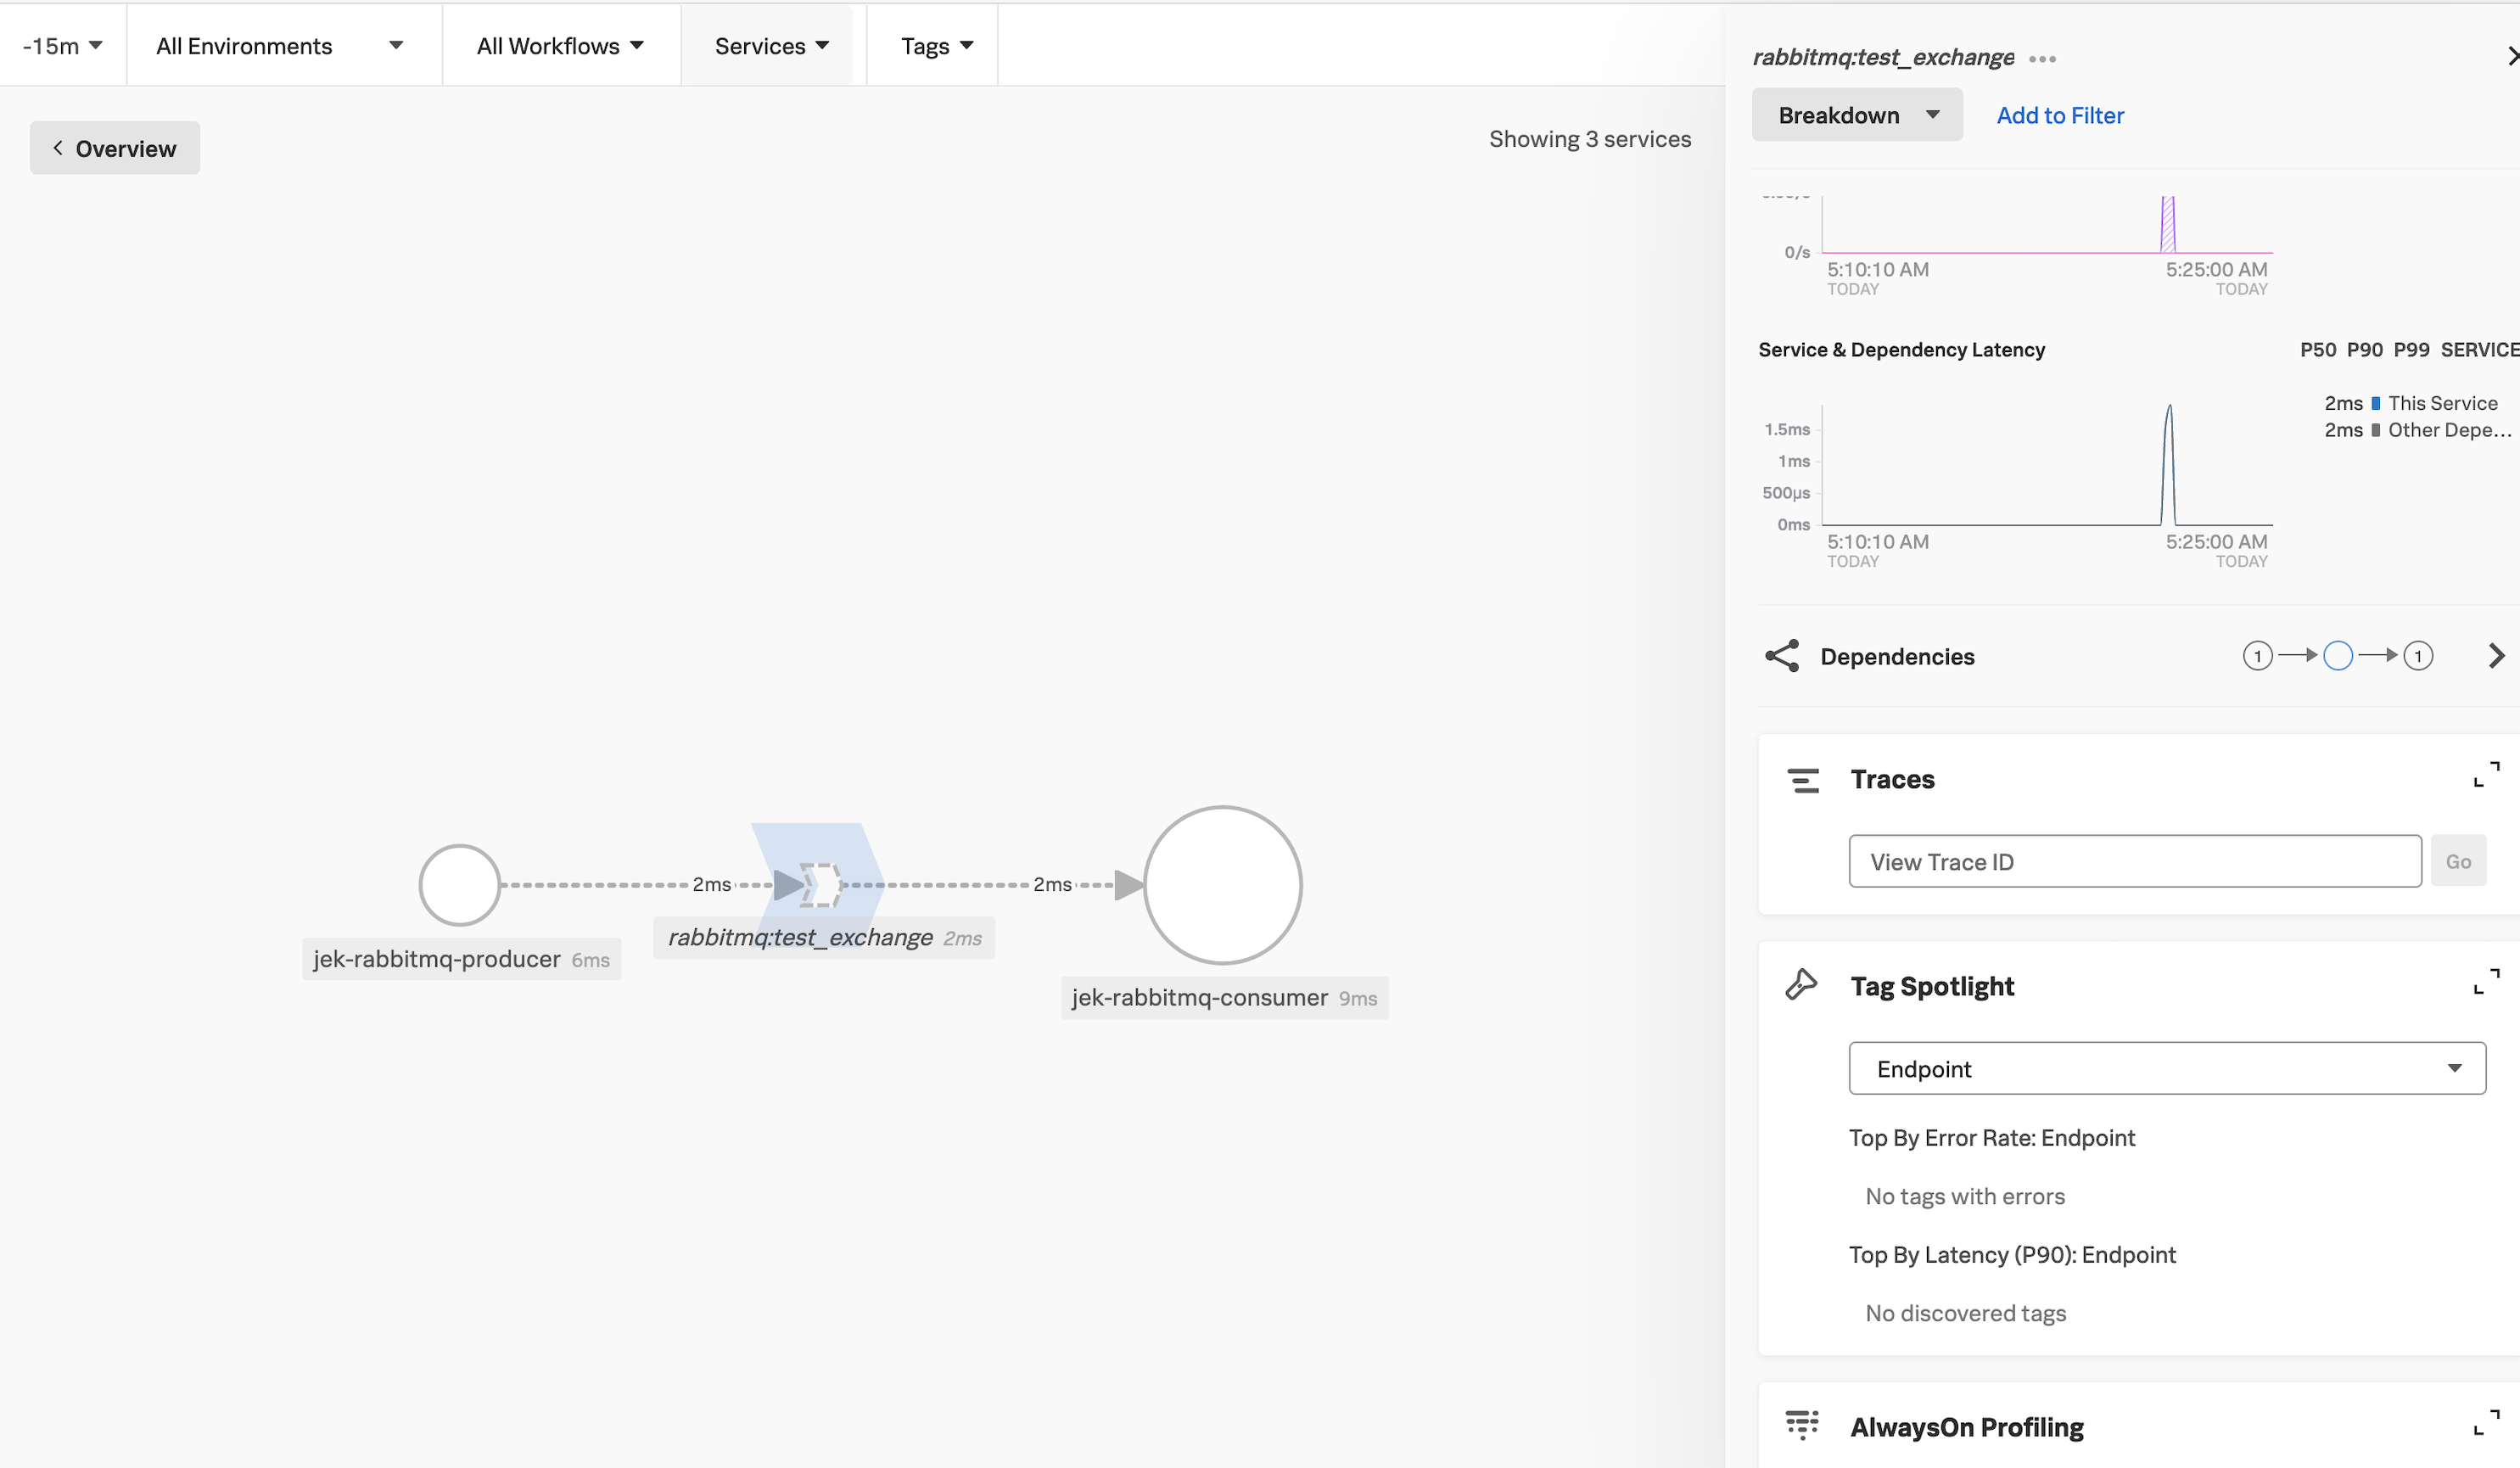 -15m
All Environments
All Workflows
Services
Tags
Overview
Showing 3 services
2ms
2ms
rabbitmq:test_exchange 2ms
jek-rabbitmq-producer 6ms
jek-rabbitmq-consumer 9ms
rabbitmq:test_exchange
Breakdown
Add to Filter
0/s
5:10:10 AM 5:25:00 AM
TODAY TODAY
Service & Dependency Latency P50 P90 P99 SERVICE
2ms This Service
2ms Other Depe...
1.5ms
1ms
500µs
0ms
5:10:10 AM 5:25:00 AM
TODAY TODAY
Dependencies 1 1
Traces
View Trace ID Go
Tag Spotlight
Endpoint
Top By Error Rate: Endpoint
No tags with errors
Top By Latency (P90): Endpoint
No discovered tags
AlwaysOn Profiling